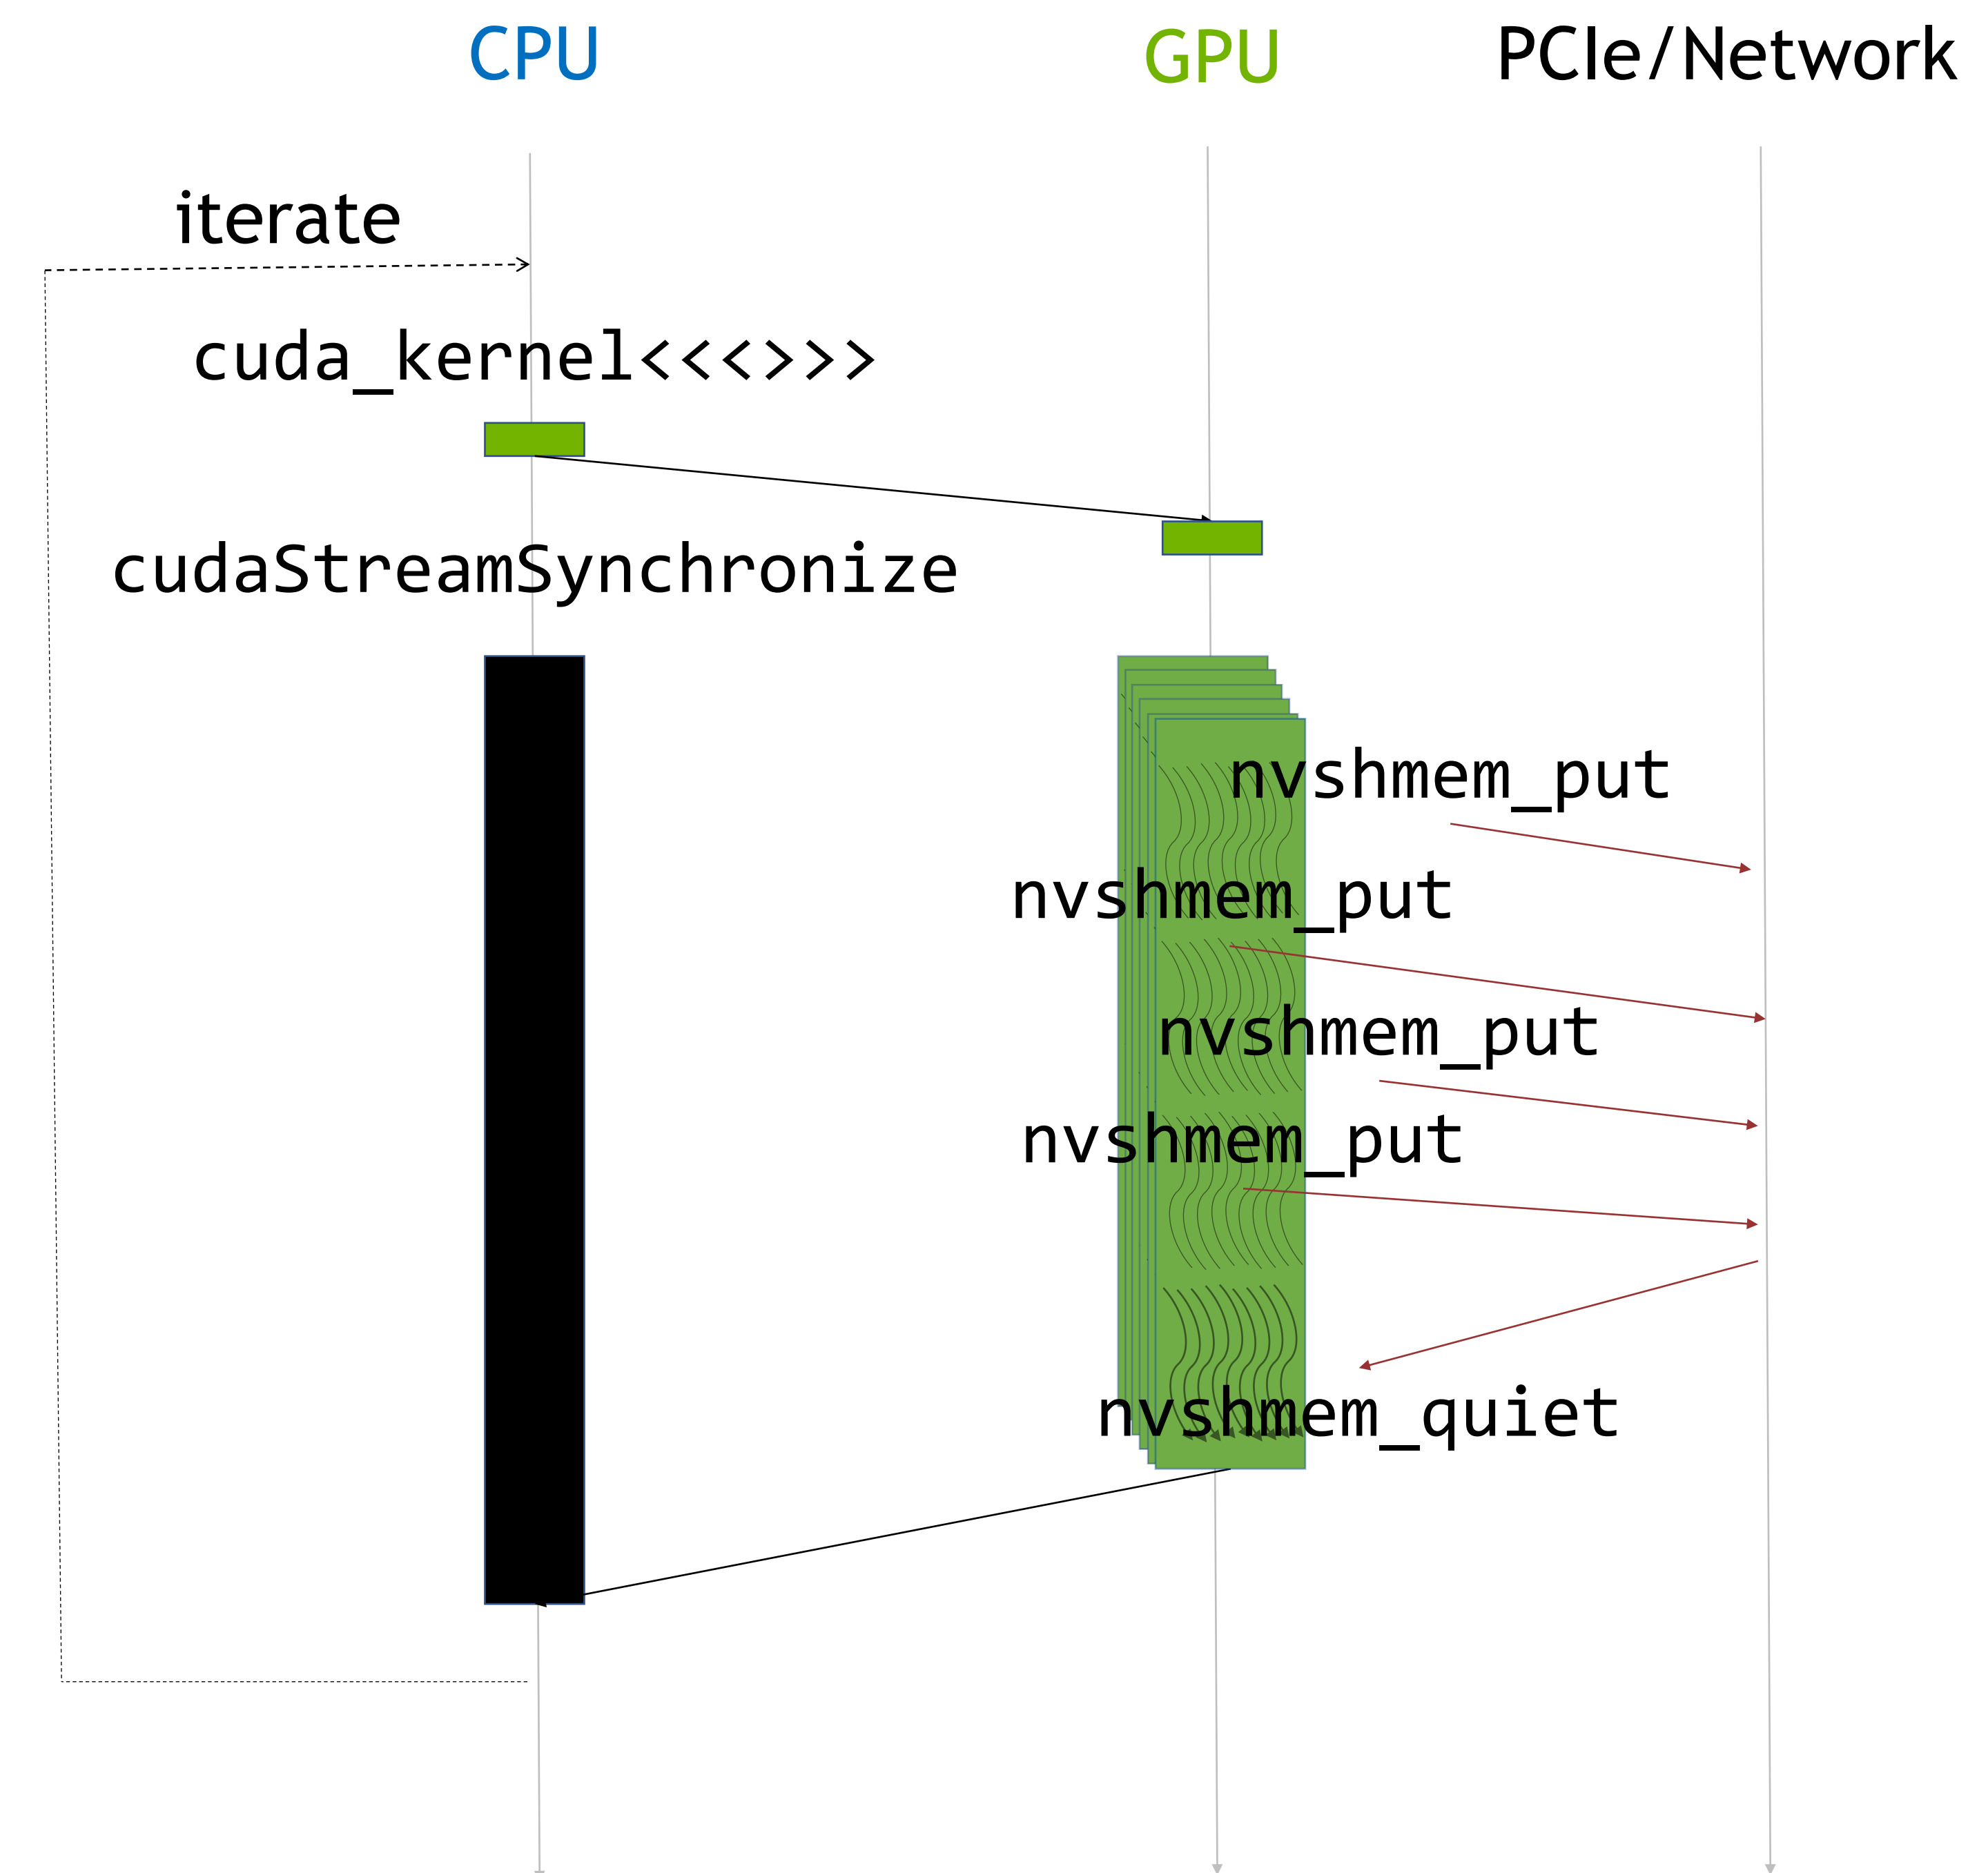 CPU
GPU
PCIe/Network
iterate
cuda_kernel<<<>>>
cudaStreamSynchronize
nvshmem_put
nvshmem_put
nvshmem_put
nvshmem_put
nvshmem_quiet